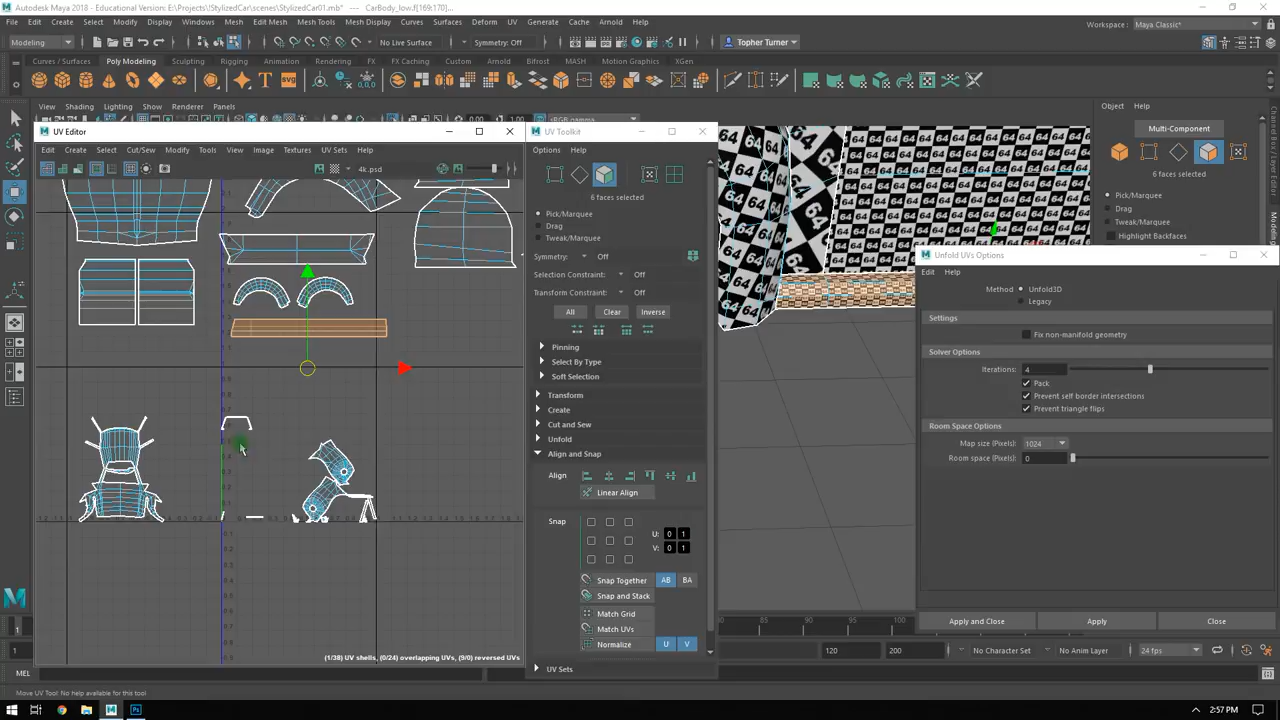 Autodesk Maya 2018 - Educational Version: E:\Projects\!StylizedCar\scenes\StylizedCar01.mb* --- CarBody_low.f[169:170]...
File Edit Create Select Modify Display Windows Mesh Edit Mesh Mesh Tools Mesh Display Curves Surfaces Deform UV Generate Cache Arnold Help
Workspace : Maya Classic*
Modeling No Live Surface Symmetry: Off Topher Turner
Curves / Surfaces Poly Modeling Sculpting Rigging Animation Rendering FX FX Caching Custom Arnold Bifrost MASH Motion Graphics XGen
View Shading Lighting Show Renderer Panels
Object Help
UV Editor
UV Toolkit
Multi-Component
Edit Create Select Cut/Sew Modify Tools View Image Textures UV Sets Help
Options Help
4k.psd
6 faces selected
6 faces selected
Pick/Marquee
Drag
Tweak/Marquee
Pick/Marquee
Drag
Tweak/Marquee
Highlight Backfaces
Symmetry: Off
Selection Constraint: Off
Transform Constraint: Off
All Clear Inverse
Pinning
Select By Type
Soft Selection
Transform
Create
Cut and Sew
Unfold
Align and Snap
Align
Linear Align
Snap
U: 0 1
V: 0 1
Snap Together AB BA
Snap and Stack
Match Grid
Match UVs
Normalize U V
UV Sets
Unfold UVs Options
Edit Help
Method Unfold3D
Legacy
Settings
Fix non-manifold geometry
Solver Options
Iterations: 4
Pack
Prevent self border intersections
Prevent triangle flips
Room Space Options
Map size (Pixels): 1024
Room space (Pixels): 0
Apply and Close Apply Close
(1/38) UV shells, (0/24) overlapping UVs, (9/0) reversed UVs
120 200 No Character Set No Anim Layer 24 fps
MEL
Move UV Tool: No help available for this tool
2:57 PM